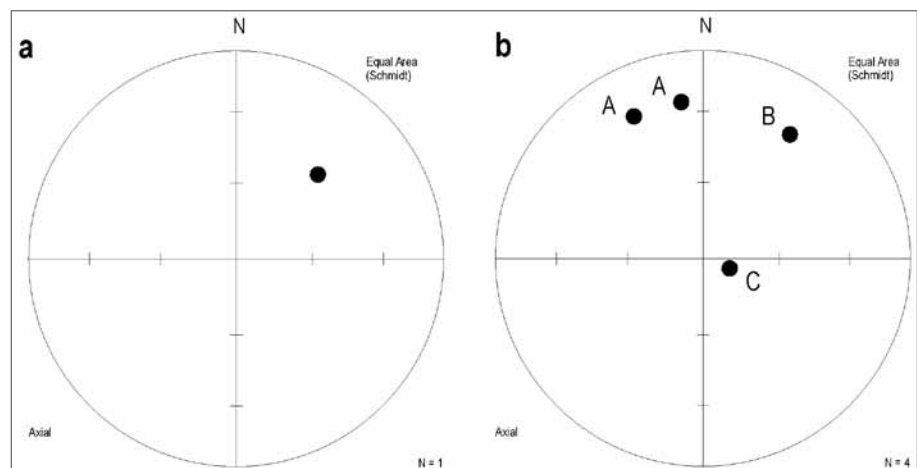 a
N
Equal Area
(Schmidt)
Axial
N = 1
b
N
Equal Area
(Schmidt)
A
A
B
C
Axial
N = 4